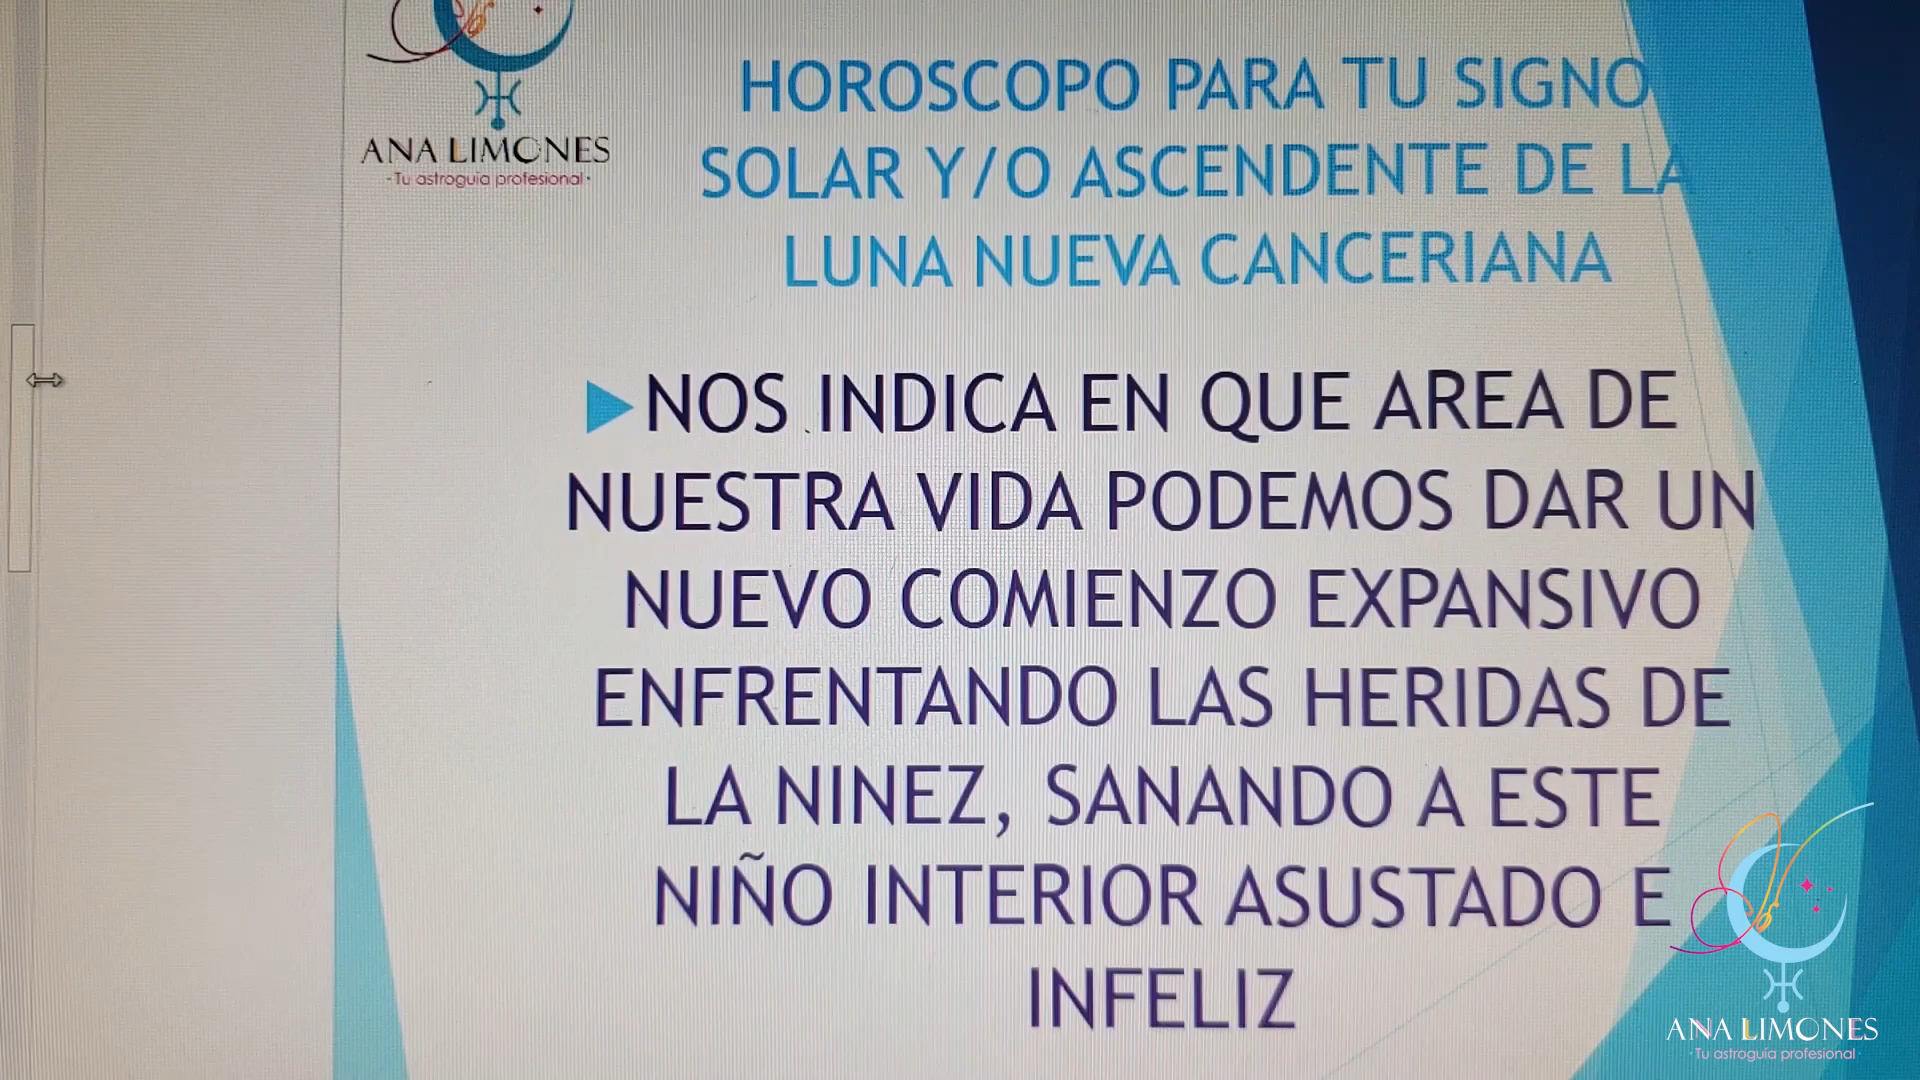 ANA LIMONES
·Tu astroguía profesional·
HOROSCOPO PARA TU SIGNO
SOLAR Y/O ASCENDENTE DE LA
LUNA NUEVA CANCERIANA
NOS INDICA EN QUE AREA DE
NUESTRA VIDA PODEMOS DAR UN
NUEVO COMIENZO EXPANSIVO
ENFRENTANDO LAS HERIDAS DE
LA NINEZ, SANANDO A ESTE
NIÑO INTERIOR ASUSTADO E
INFELIZ
ANA LIMONES
·Tu astroguía profesional·